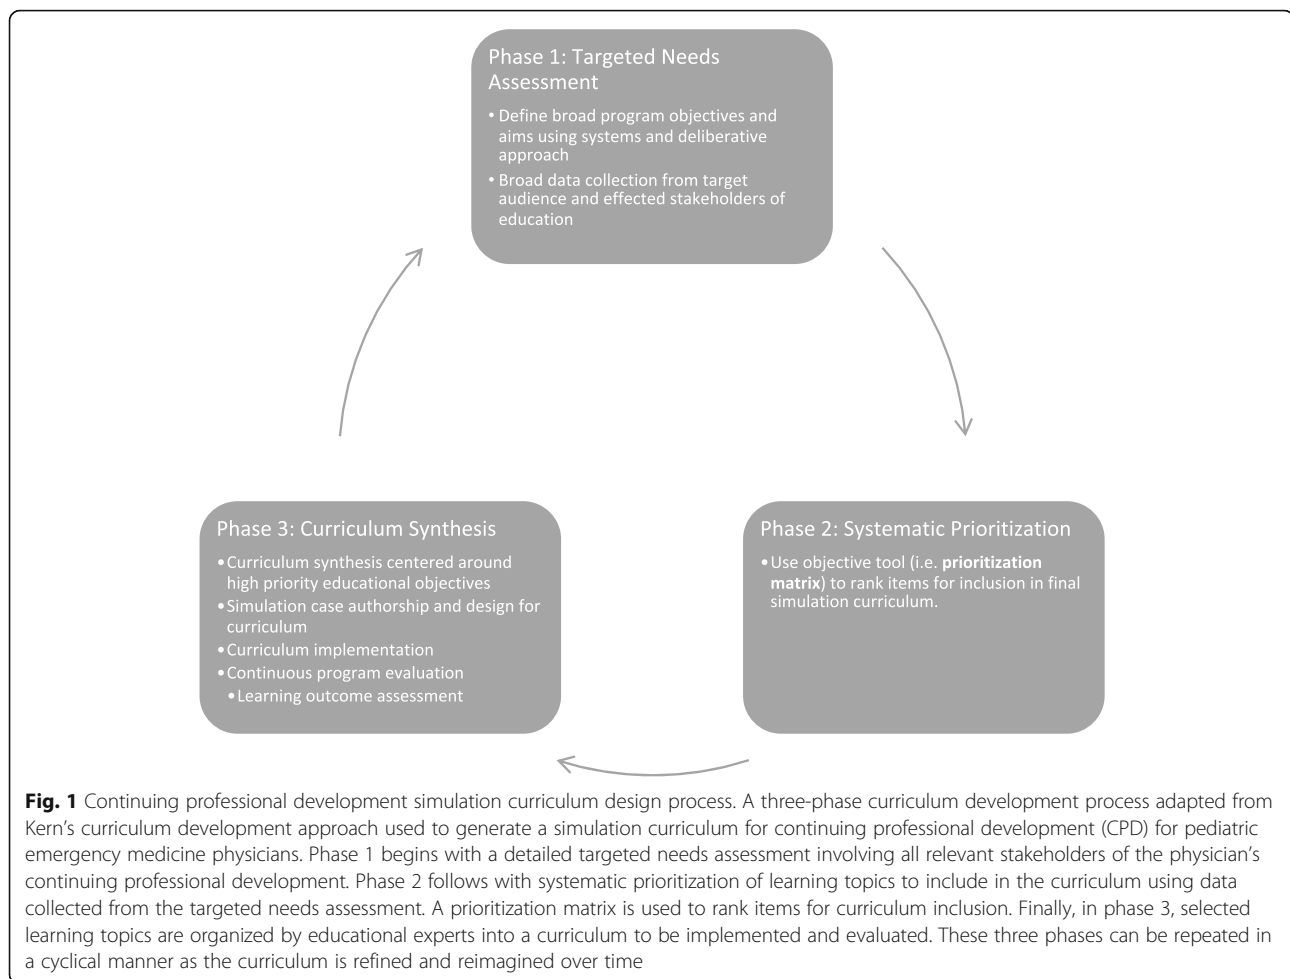 Phase 1: Targeted Needs
Assessment
• Define broad program objectives and
aims using systems and deliberative
approach
• Broad data collection from target
audience and effected stakeholders of
education
Phase 3: Curriculum Synthesis
•Curriculum synthesis centered around
high priority educational objectives
•Simulation case authorship and design for
curriculum
•Curriculum implementation
•Continuous program evaluation
•Learning outcome assessment
Phase 2: Systematic Prioritization
•Use objective tool (i.e. prioritization
matrix) to rank items for inclusion in final
simulation curriculum.
Fig. 1 Continuing professional development simulation curriculum design process. A three-phase curriculum development process adapted from
Kern’s curriculum development approach used to generate a simulation curriculum for continuing professional development (CPD) for pediatric
emergency medicine physicians. Phase 1 begins with a detailed targeted needs assessment involving all relevant stakeholders of the physician’s
continuing professional development. Phase 2 follows with systematic prioritization of learning topics to include in the curriculum using data
collected from the targeted needs assessment. A prioritization matrix is used to rank items for curriculum inclusion. Finally, in phase 3, selected
learning topics are organized by educational experts into a curriculum to be implemented and evaluated. These three phases can be repeated in
a cyclical manner as the curriculum is refined and reimagined over time